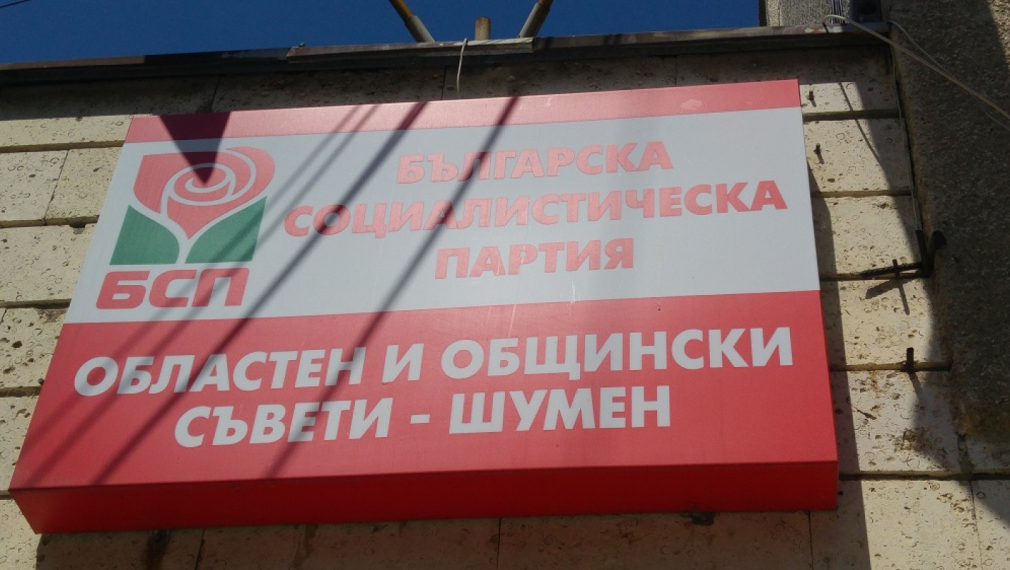 БЪЛГАРСКА
СОЦИАЛИСТИЧЕСКА
ПАРТИЯ
БСП
ОБЛАСТЕН И ОБЩИНСКИ
СЪВЕТИ - ШУМЕН